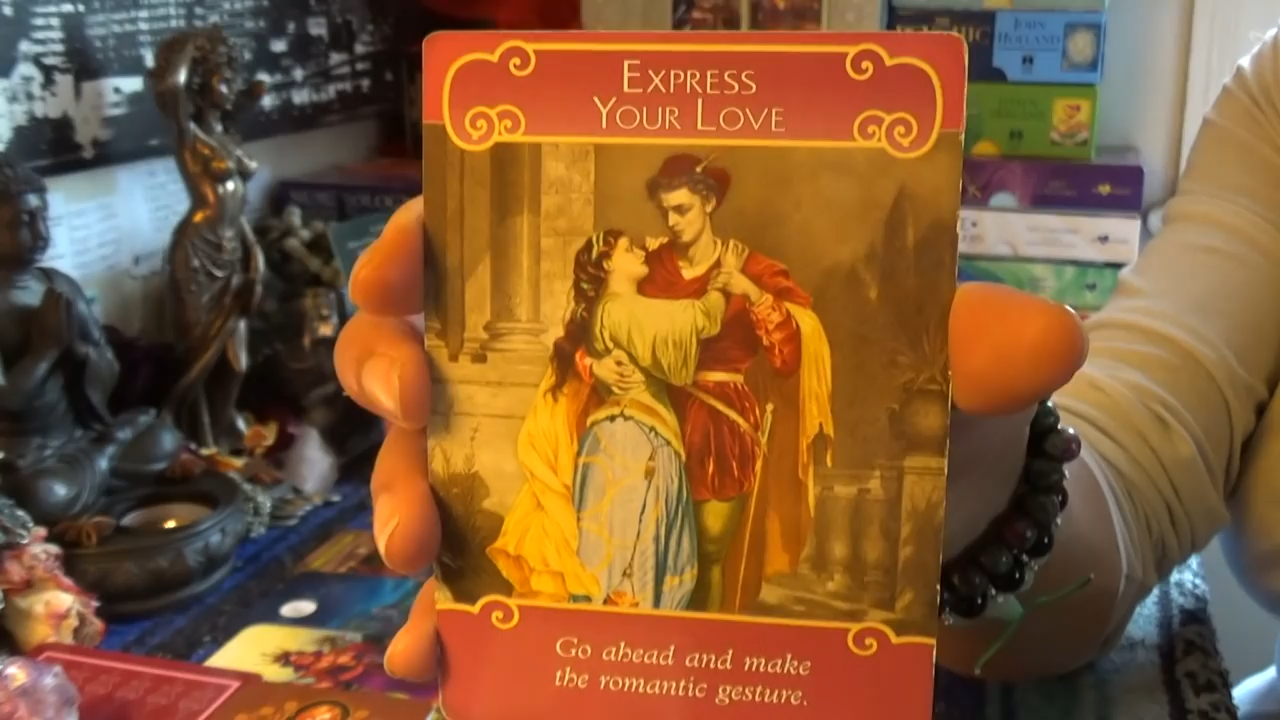 Express
Your Love
Go ahead and make
the romantic gesture.
John
Holland